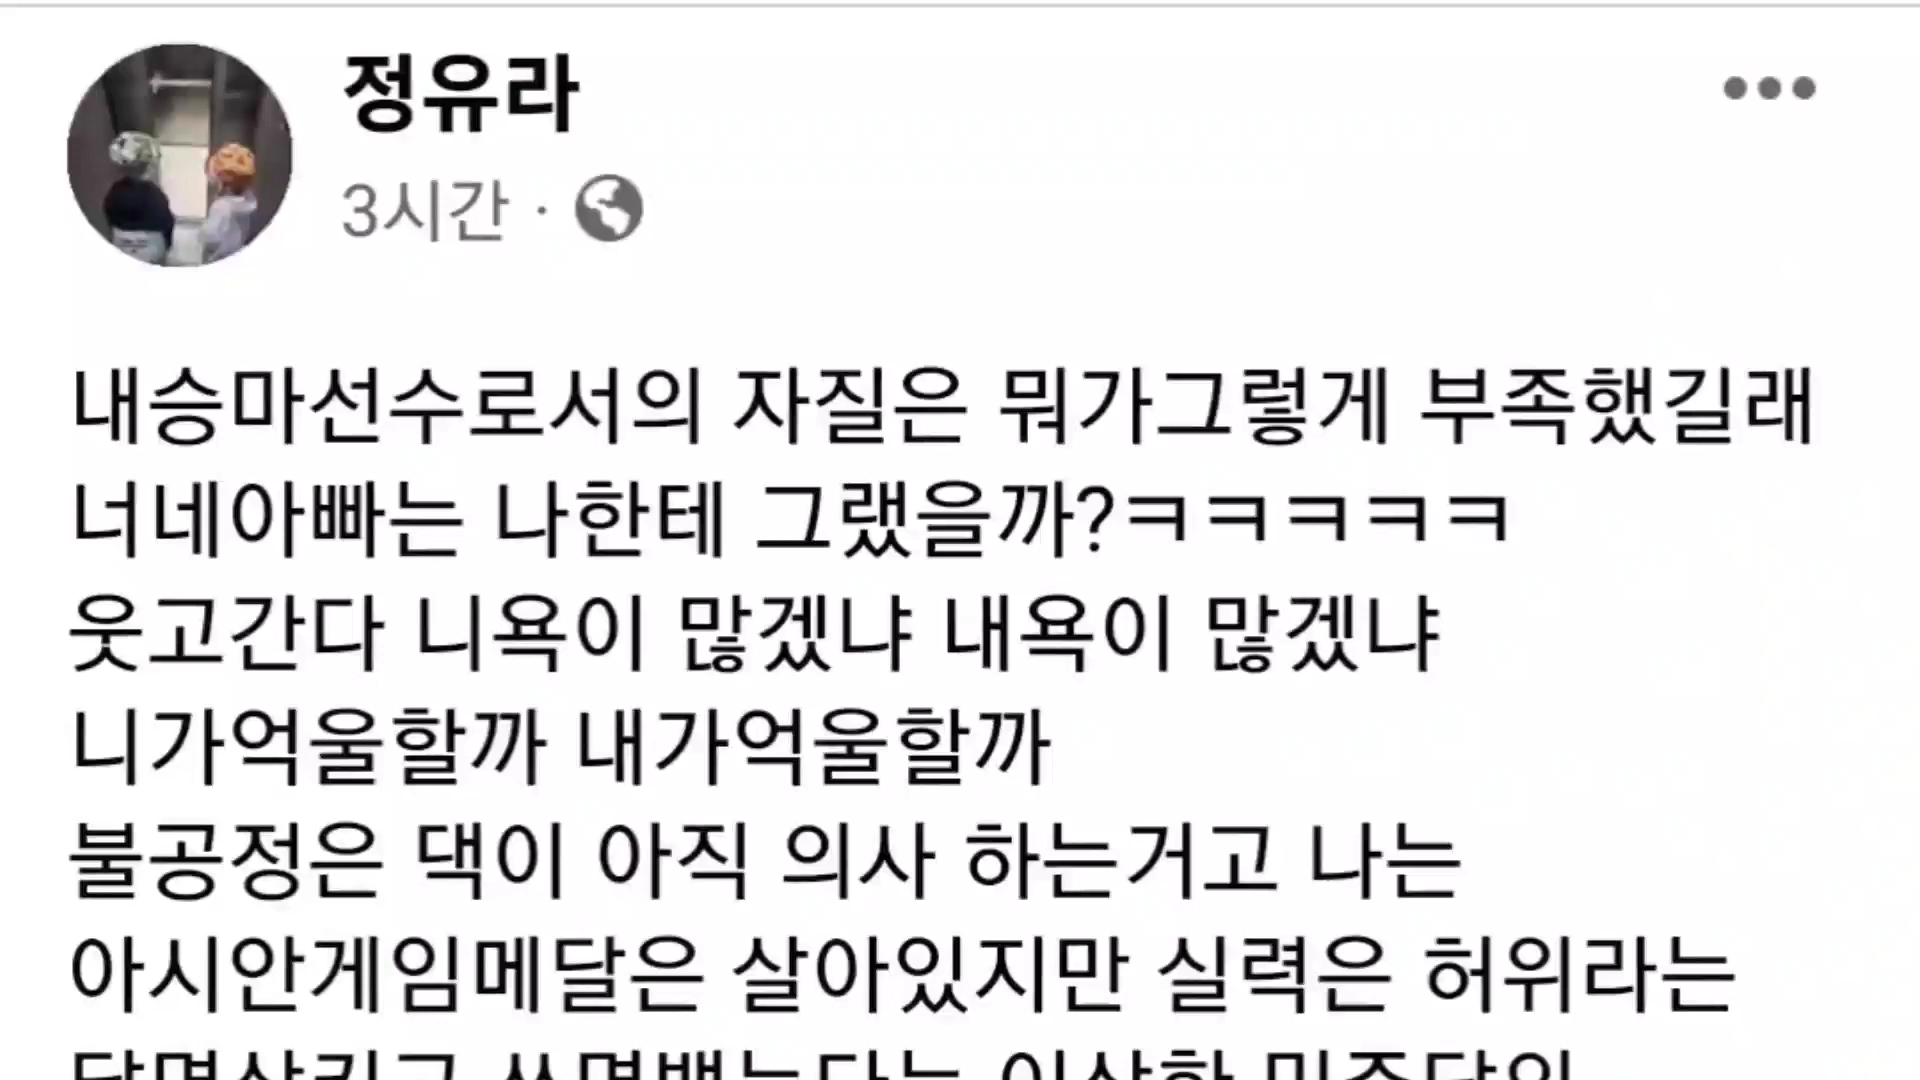 정유라
3시간 ·
내승마선수로서의 자질은 뭐가그렇게 부족했길래
너네아빠는 나한테 그랬을까?ㅋㅋㅋㅋㅋ
웃고간다 니욕이 많겠냐 내욕이 많겠냐
니가억울할까 내가억울할까
불공정은 댁이 아직 의사 하는거고 나는
아시안게임메달은 살아있지만 실력은 허위라는